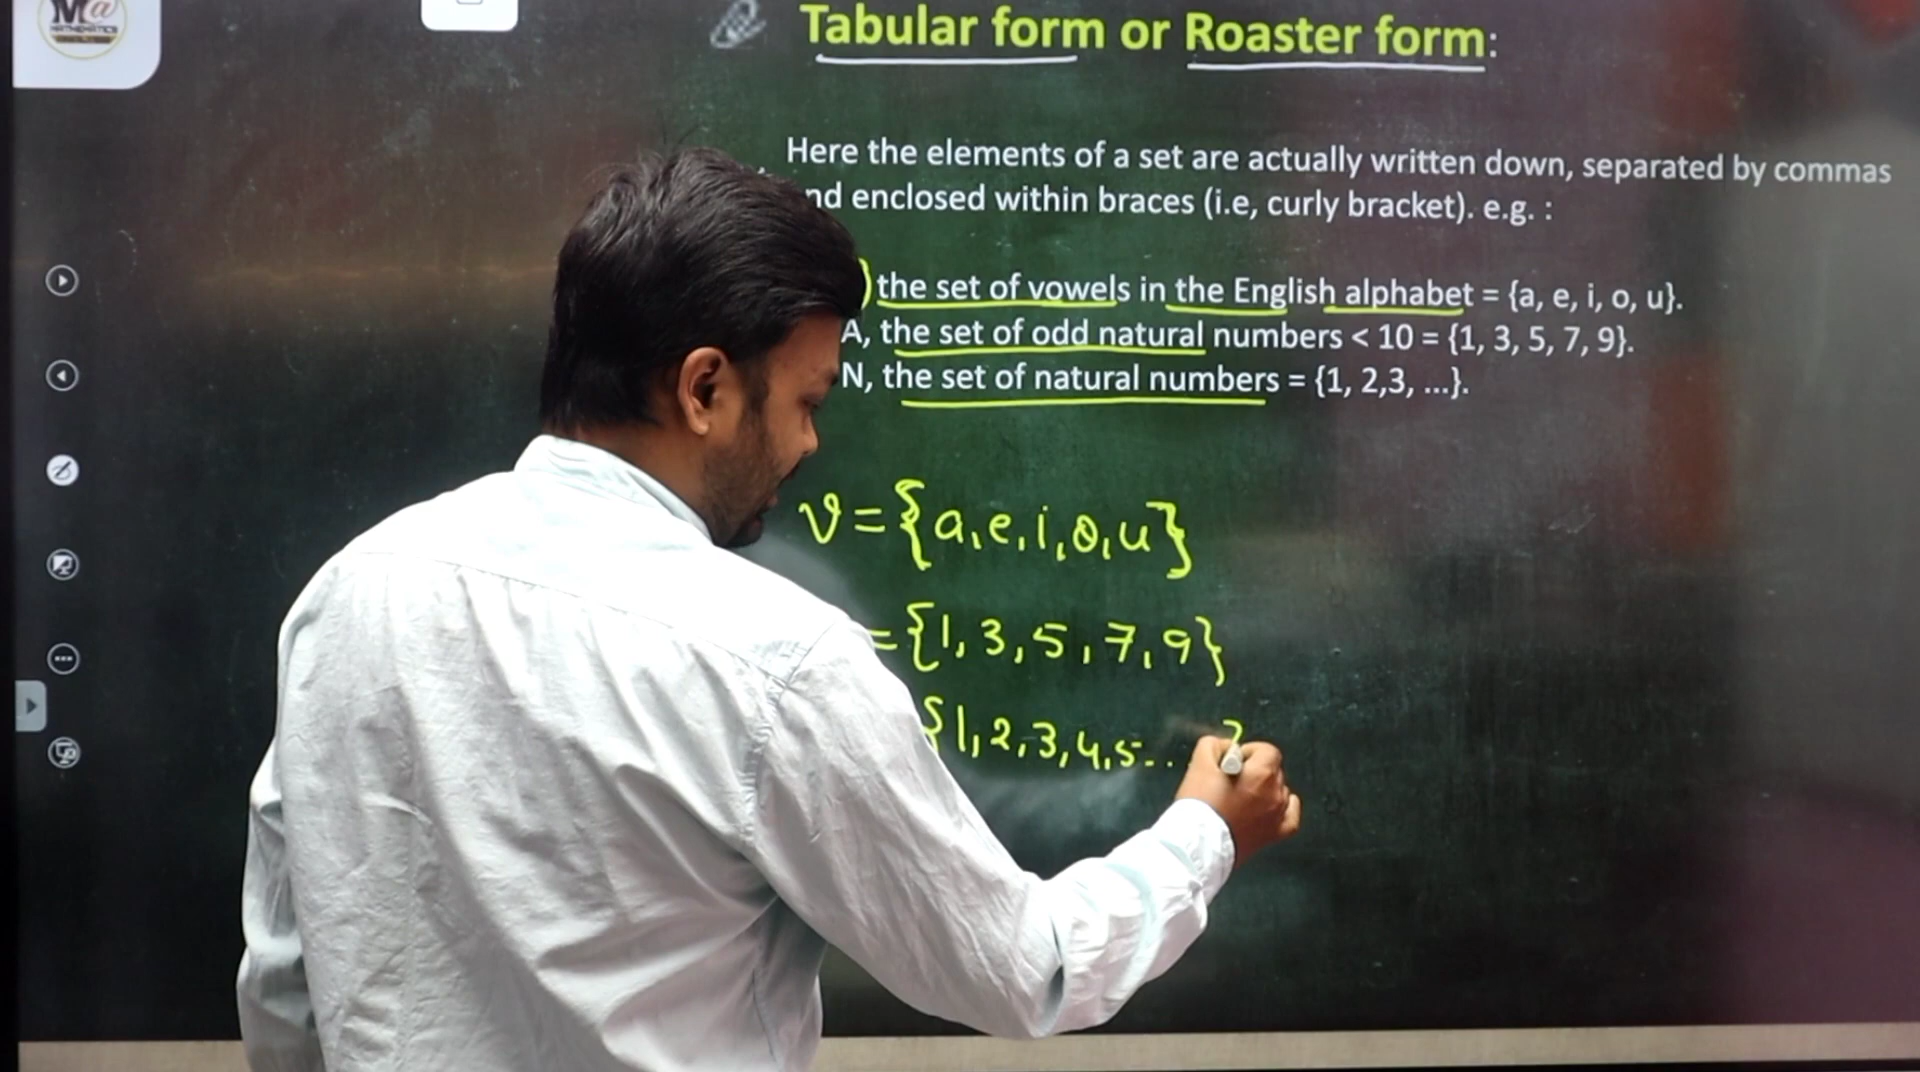 M@
MATHEMATICS
Tabular form or Roaster form:
Here the elements of a set are actually written down, separated by commas
nd enclosed within braces (i.e, curly bracket). e.g. :
) the set of vowels in the English alphabet = {a, e, i, o, u}.
A, the set of odd natural numbers < 10 = {1, 3, 5, 7, 9}.
N, the set of natural numbers = {1, 2,3, ...}.
v = {a, e, i, o, u}
= {1, 3, 5, 7, 9}
{1, 2, 3, 4, 5 - . . }